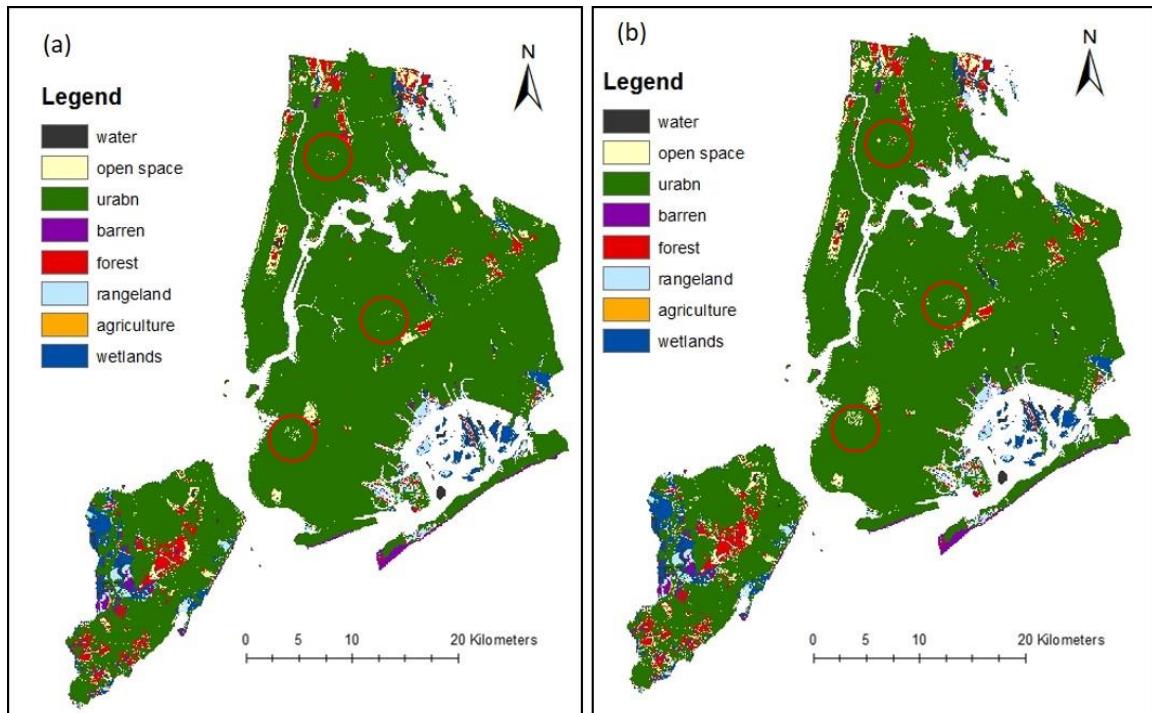 (a)
N
Legend
water
open space
urabn
barren
forest
rangeland
agriculture
wetlands
0 5 10 20 Kilometers
(b)
N
Legend
water
open space
urabn
barren
forest
rangeland
agriculture
wetlands
0 5 10 20 Kilometers